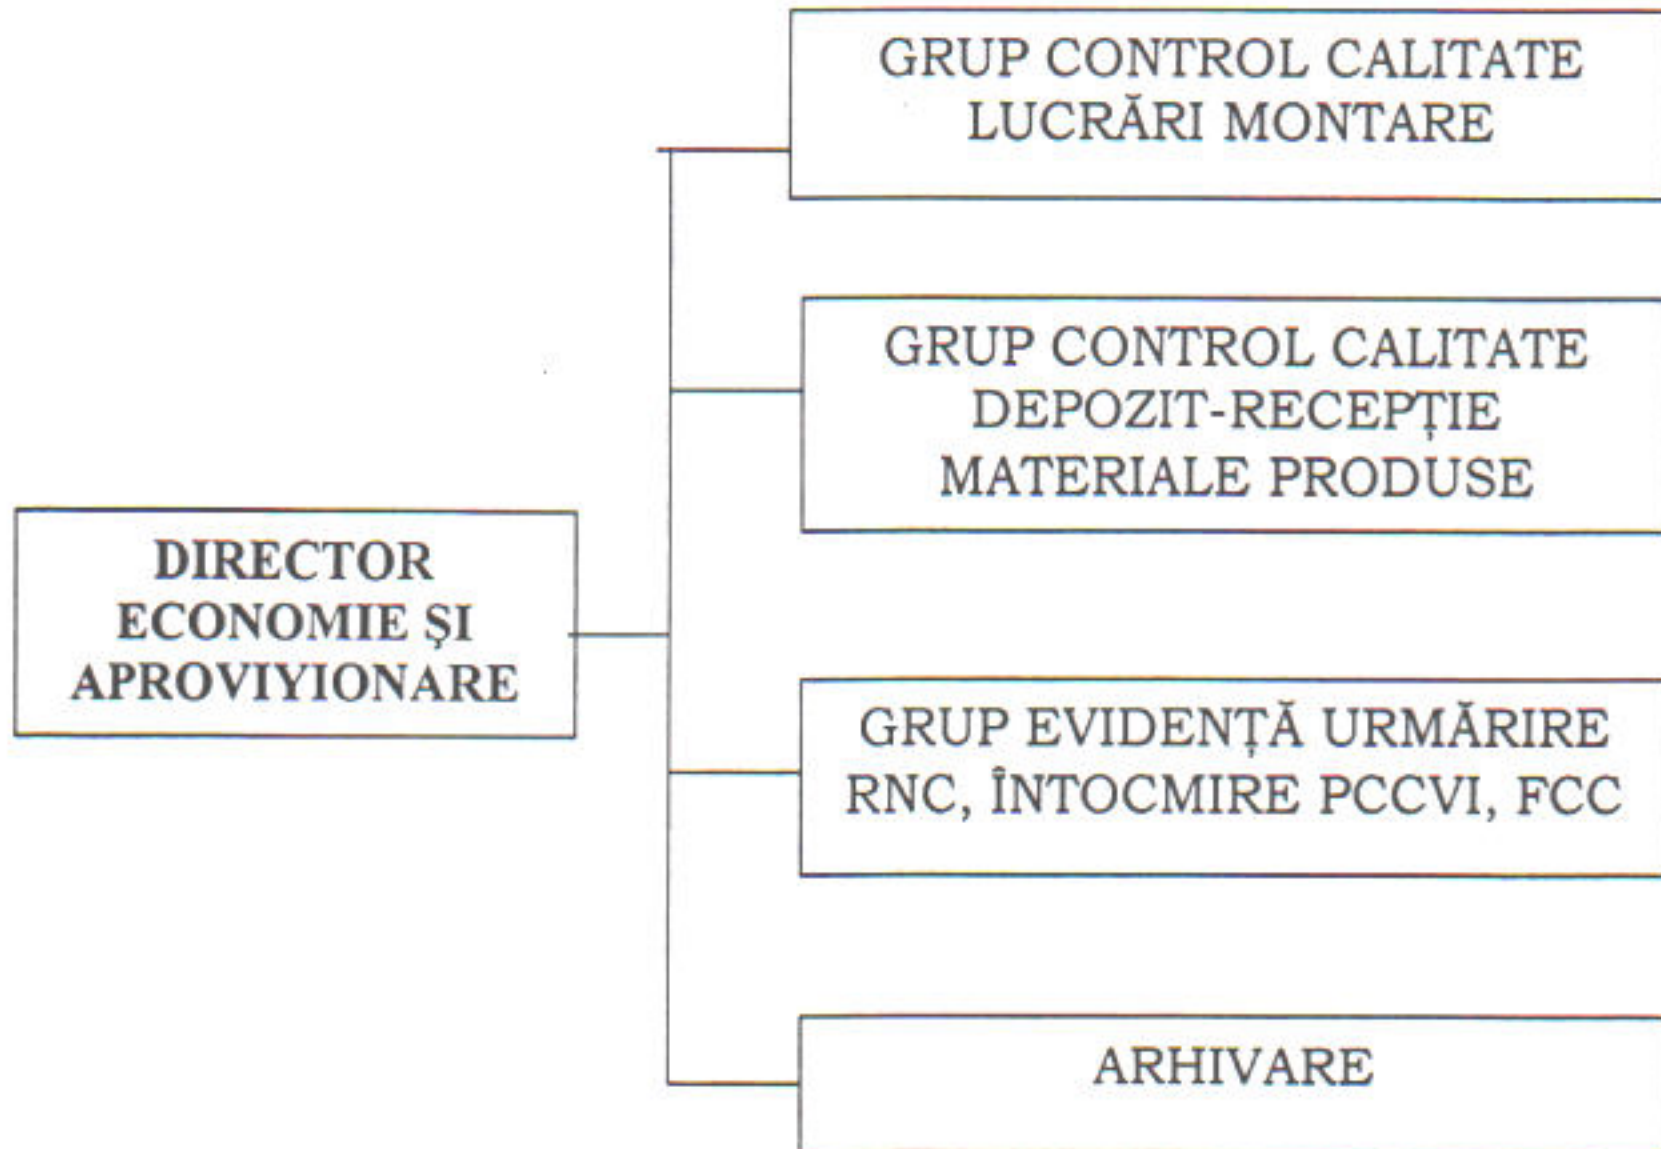 GRUP CONTROL CALITATE
LUCRĂRI MONTARE
GRUP CONTROL CALITATE
DEPOZIT-RECEPȚIE
MATERIALE PRODUSE
DIRECTOR
ECONOMIE ȘI
APROVIYIONARE
GRUP EVIDENȚĂ URMĂRIRE
RNC, ÎNTOCMIRE PCCVI, FCC
ARHIVARE